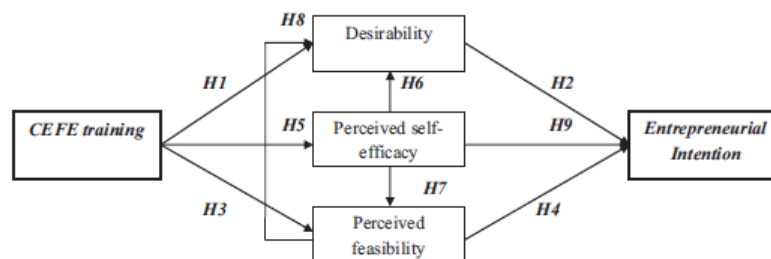 H8
Desirability
H1
H6
H2
CEFE training
H5
Perceived self-
efficacy
H9
Entrepreneurial
Intention
H7
H3
Perceived
feasibility
H4